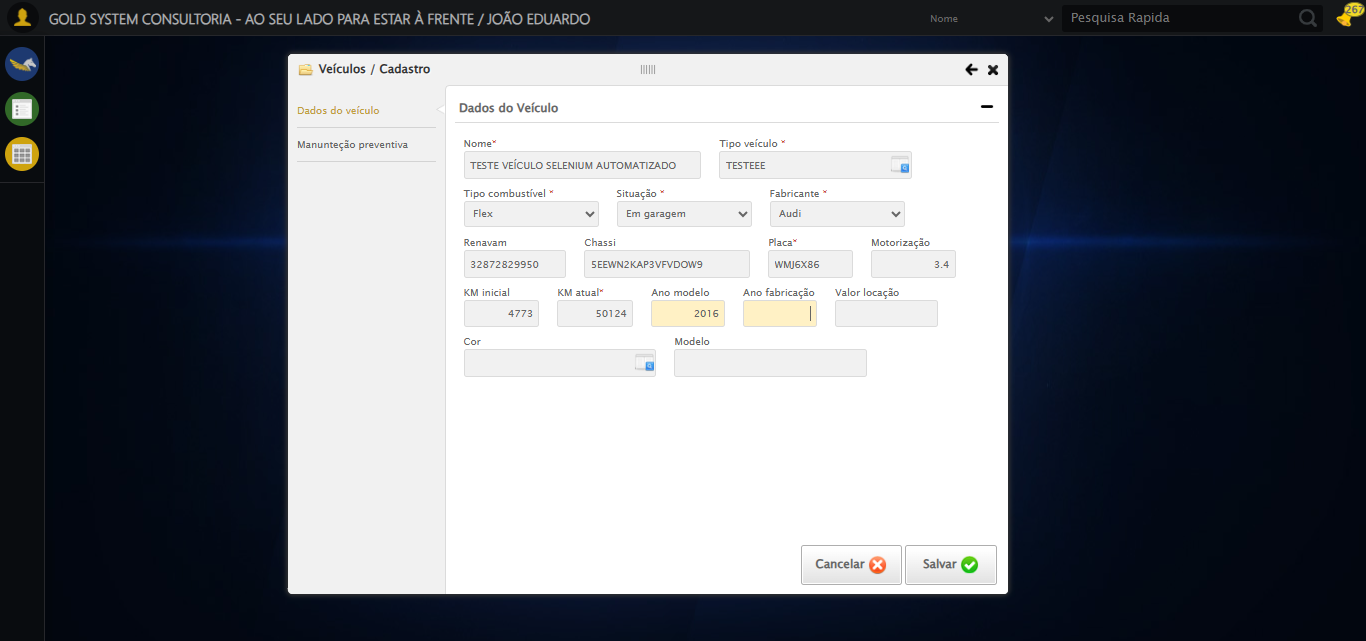 GOLD SYSTEM CONSULTORIA - AO SEU LADO PARA ESTAR À FRENTE / JOÃO EDUARDO
Nome
Pesquisa Rapida
267
Veículos / Cadastro
Dados do veículo
Manunteção preventiva
Dados do Veículo
Nome* Tipo veículo *
TESTE VEÍCULO SELENIUM AUTOMATIZADO TESTEEE
Tipo combustível * Situação * Fabricante *
Flex Em garagem Audi
Renavam Chassi Placa* Motorização
32872829950 5EEWN2KAP3VFVDOW9 WMJ6X86 3.4
KM inicial KM atual* Ano modelo Ano fabricação Valor locação
4773 50124 2016
Cor Modelo
Cancelar Salvar